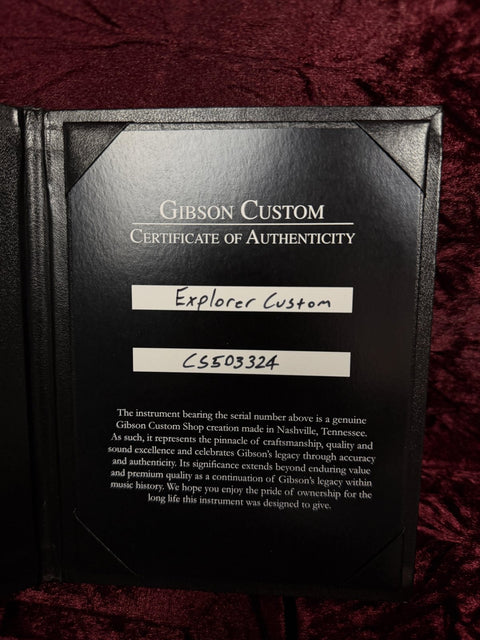 GIBSON CUSTOM
CERTIFICATE OF AUTHENTICITY
Explorer Custom
CS503324
The instrument bearing the serial number above is a genuine
Gibson Custom Shop creation made in Nashville, Tennessee.
As such, it represents the pinnacle of craftsmanship, quality and
sound excellence and celebrates Gibson's legacy through accuracy
and authenticity. Its significance extends beyond enduring value
and premium quality as a continuation of Gibson's legacy within
music history. We hope you enjoy the pride of ownership for the
long life this instrument was designed to give.